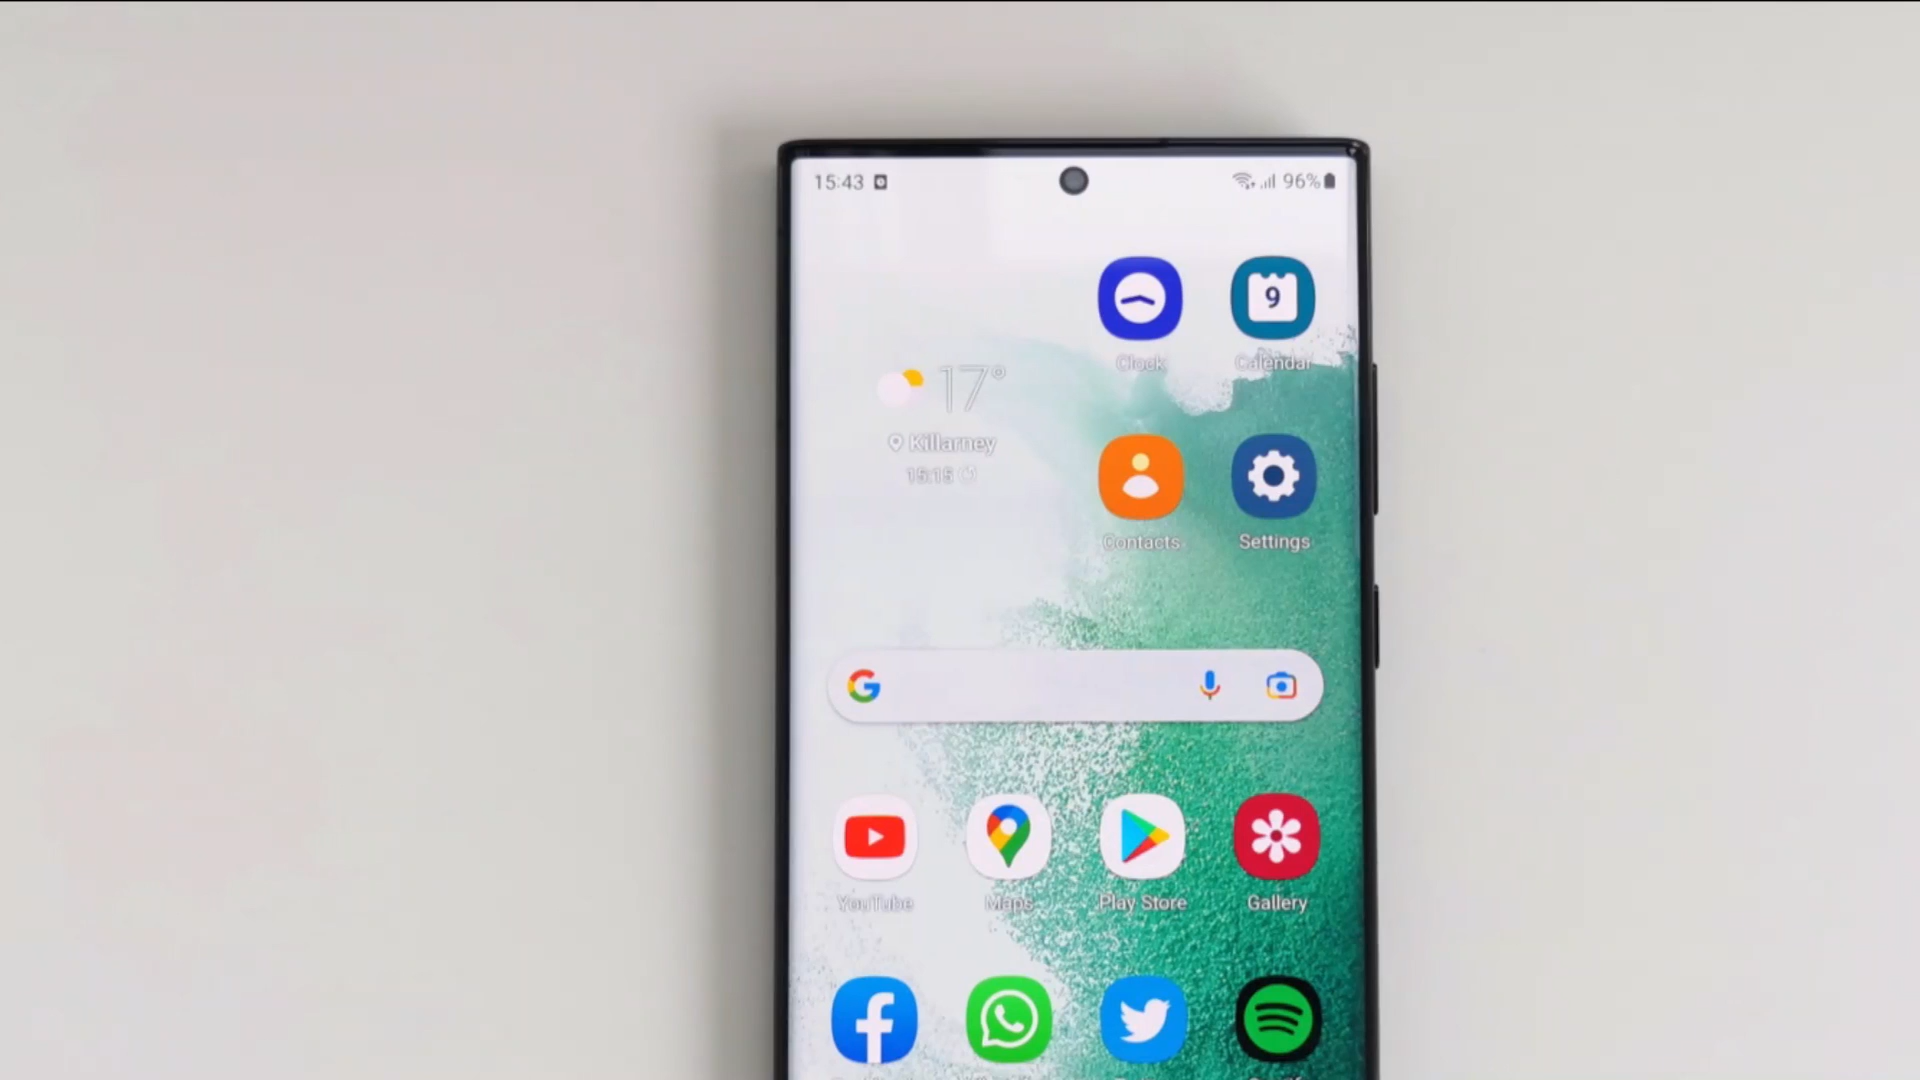 15:43
96%
Clock
Calendar
9
17°
Killarney
15:15
Contacts
Settings
YouTube
Maps
Play Store
Gallery